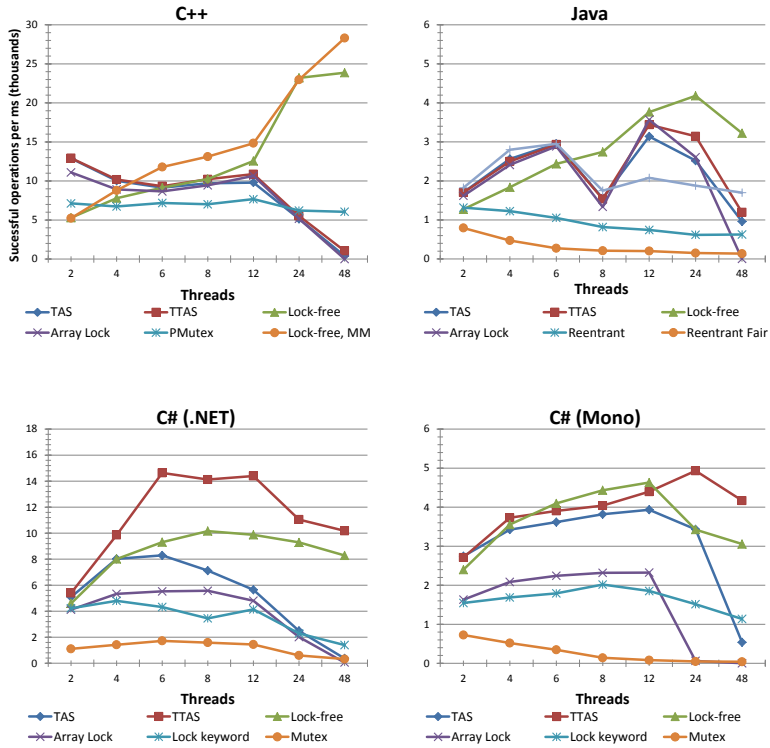 C++
Java
Sucessful operations per ms (thousands)
30
25
20
15
10
5
0
2 4 6 8 12 24 48
Threads
TAS TTAS Lock-free
Array Lock PMutex Lock-free, MM
6
5
4
3
2
1
0
2 4 6 8 12 24 48
Threads
TAS TTAS Lock-free
Array Lock Reentrant Reentrant Fair
C# (.NET)
18
16
14
12
10
8
6
4
2
0
2 4 6 8 12 24 48
Threads
TAS TTAS Lock-free
Array Lock Lock keyword Mutex
C# (Mono)
6
5
4
3
2
1
0
2 4 6 8 12 24 48
Threads
TAS TTAS Lock-free
Array Lock Lock keyword Mutex